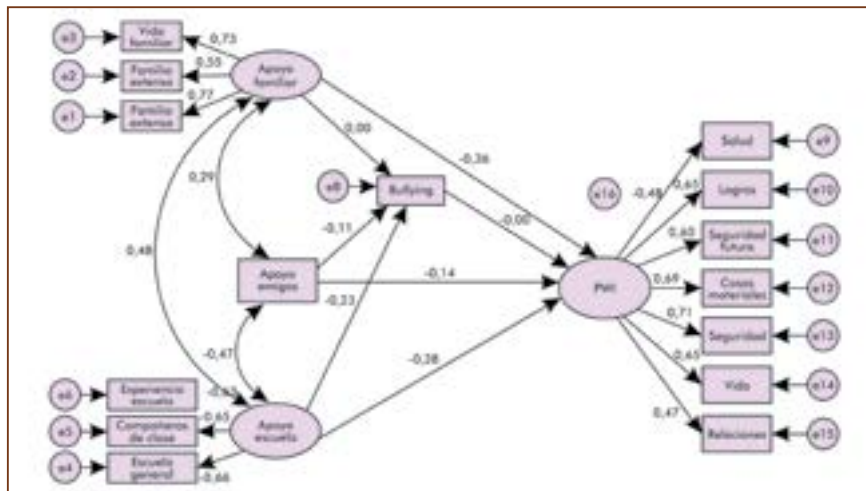 e3
Vida
familiar
0,73
e2
Familia
extensa
0,55
e1
Familia
extensa
0,77
Apoyo
familiar
0,00
-0,36
0,29
0,48
e8
Bullying
-0,11
-0,00
e16
Apoyo
amigos
-0,14
-0,23
-0,47
e6
Experiencia
escuela
e5
Compañeros
de clase
-0,65
e4
Escuela
general
-0,66
Apoyo
escuela
-0,28
Salud
e9
-0,48
0,65
Logros
e10
0,60
Seguridad
futura
e11
0,69
Cosas
materiales
e12
0,71
Seguridad
e13
0,65
Vida
e14
0,47
Relaciones
e15